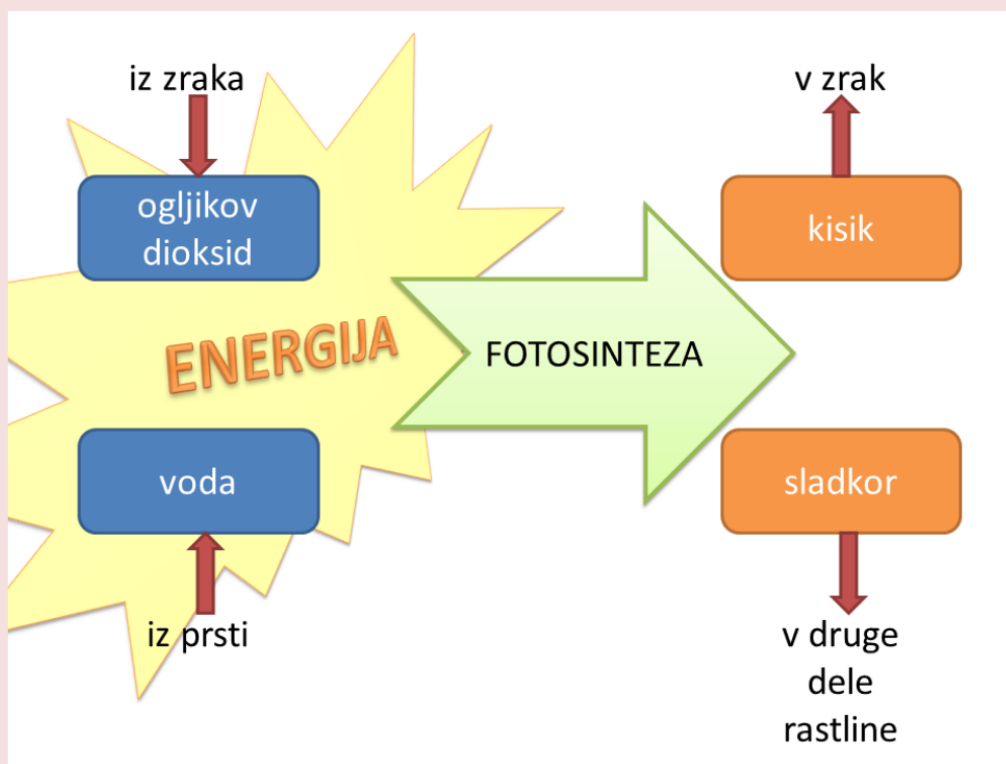 iz zraka
ogljikov
dioksid
ENERGIJA
voda
iz prsti
FOTOSINTEZA
v zrak
kisik
sladkor
v druge
dele
rastline